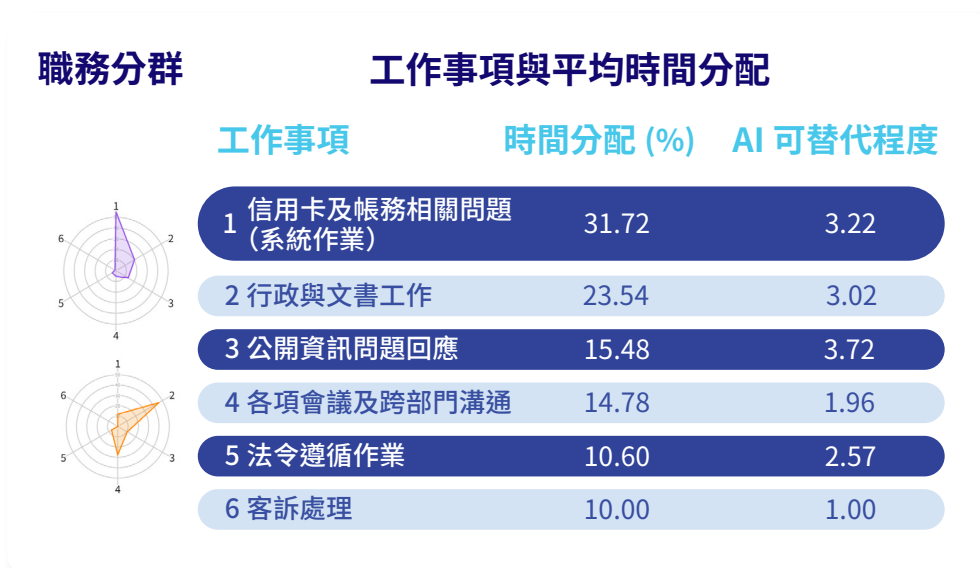 職務分群
工作事項與平均時間分配
工作事項 時間分配 (%) AI 可替代程度
1 信用卡及帳務相關問題
（系統作業） 31.72 3.22
2 行政與文書工作 23.54 3.02
3 公開資訊問題回應 15.48 3.72
4 各項會議及跨部門溝通 14.78 1.96
5 法令遵循作業 10.60 2.57
6 客訴處理 10.00 1.00
1
6 2
5 3
4
1
6 2
5 3
4